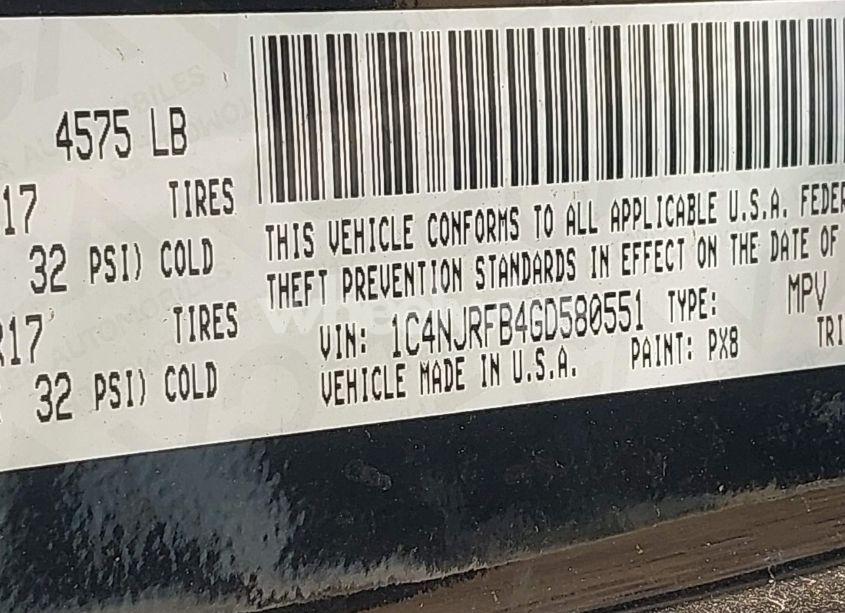 4575 LB
17 TIRES
32 PSI) COLD
R17 TIRES
32 PSI) COLD
THIS VEHICLE CONFORMS TO ALL APPLICABLE U.S.A. FEDER
THEFT PREVENTION STANDARDS IN EFFECT ON THE DATE OF
VIN: 1C4NJRFB4GD580551 TYPE: MPV
VEHICLE MADE IN U.S.A. PAINT: PX8 TRI